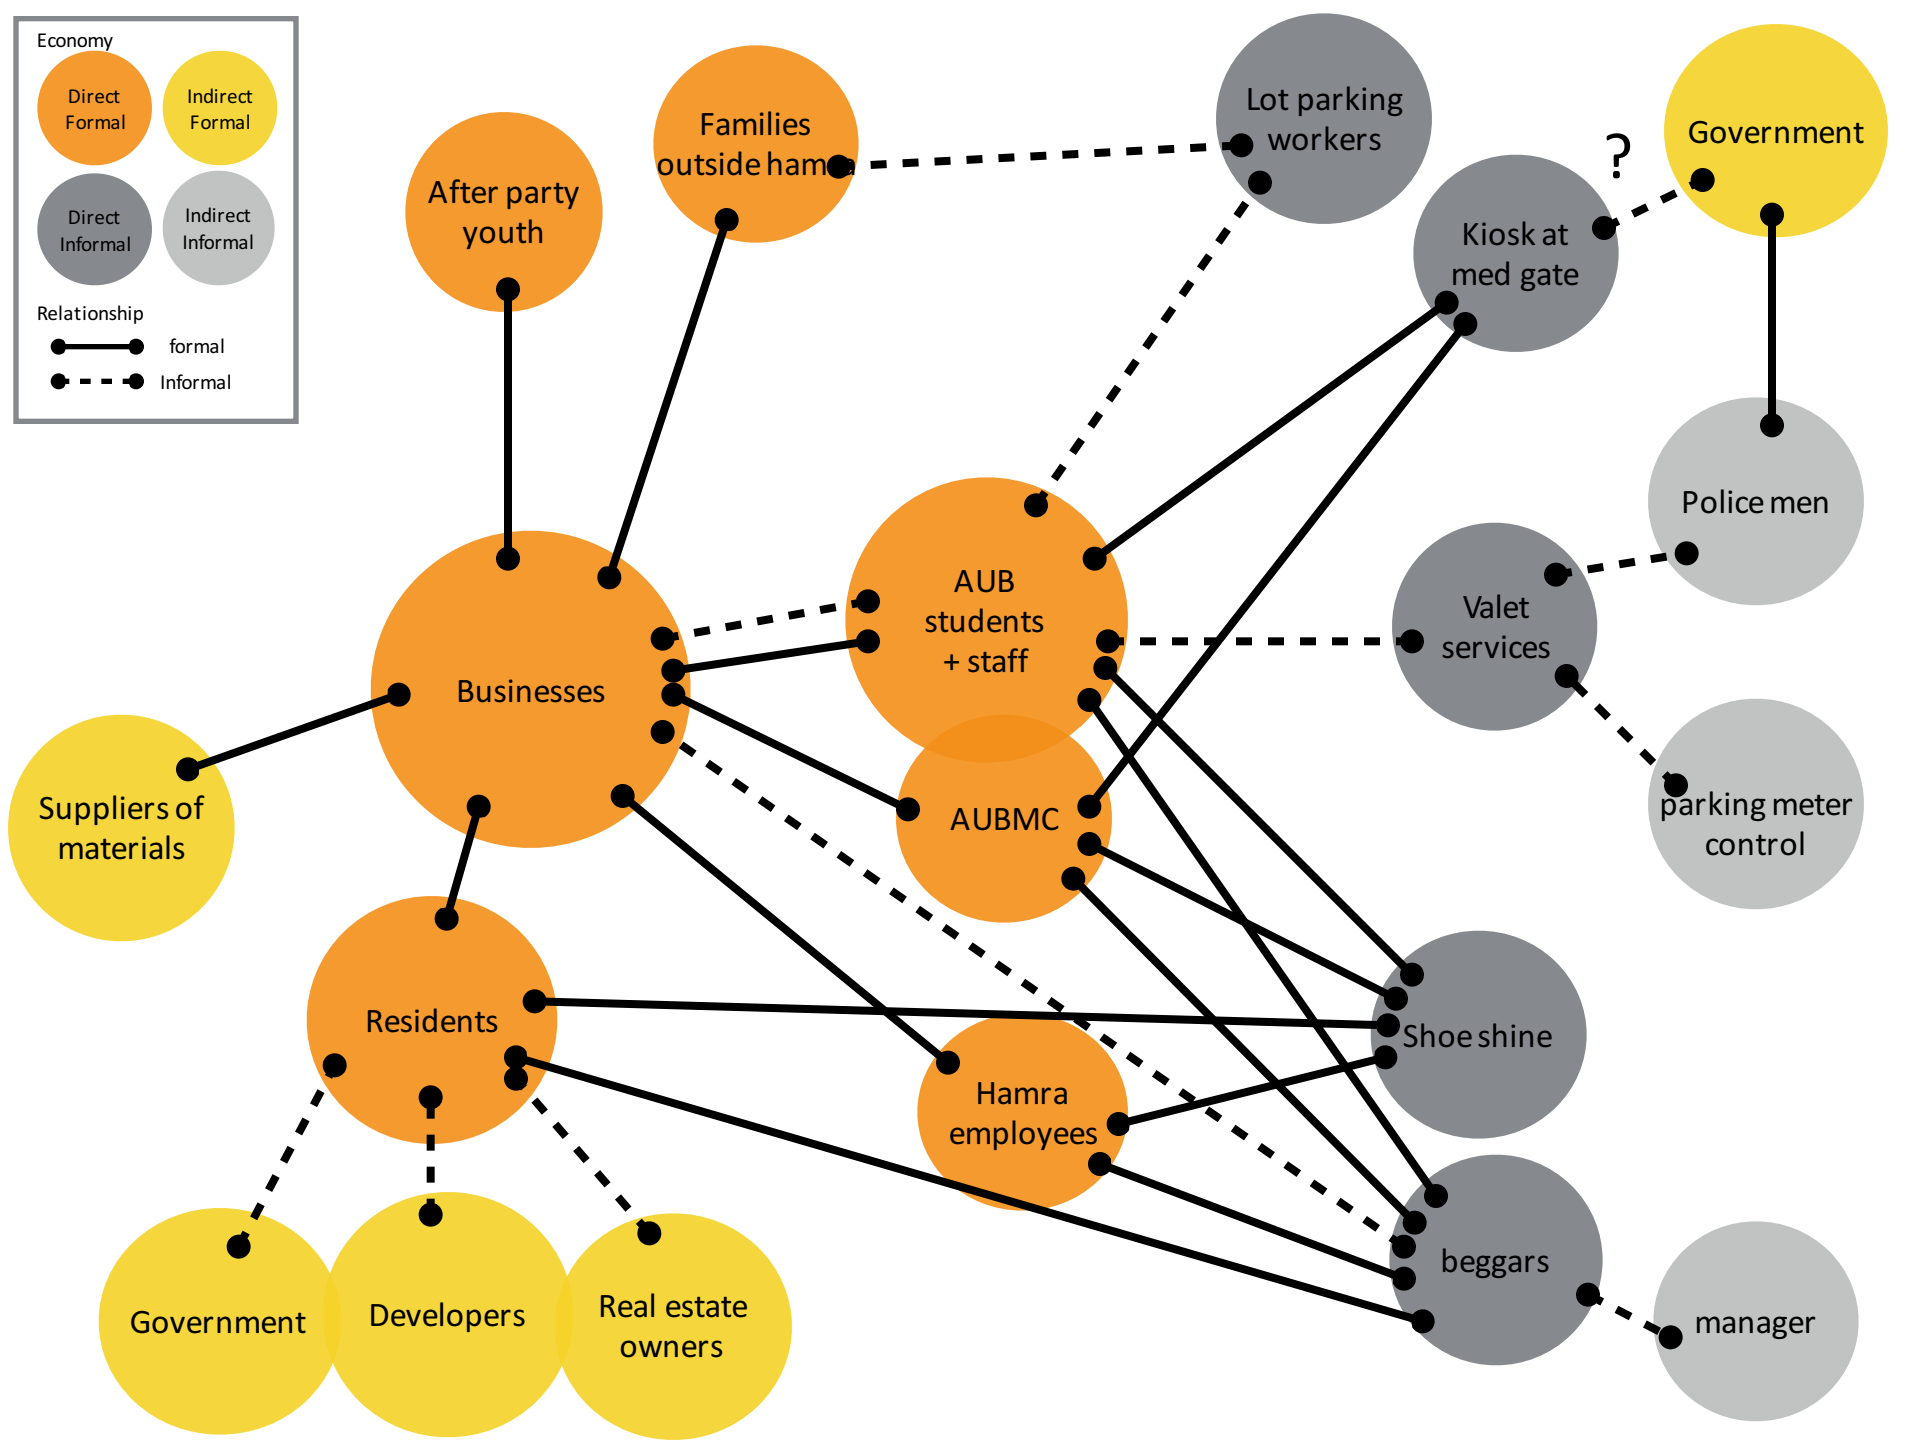 Economy
Direct
Formal
Indirect
Formal
Direct
Informal
Indirect
Informal
Relationship
formal
Informal
After party
youth
Families
outside hamra
Lot parking
workers
?
Government
Kiosk at
med gate
Police men
AUB
students
+ staff
Valet
services
Businesses
Suppliers of
materials
AUBMC
parking meter
control
Residents
Shoe shine
Hamra
employees
beggars
Government
Developers
Real estate
owners
manager